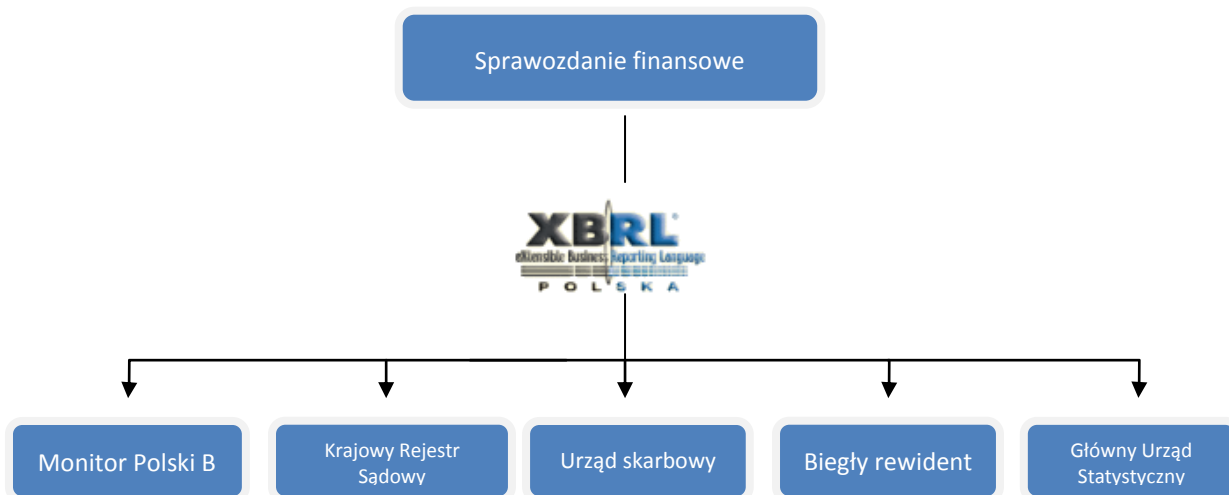 Sprawozdanie finansowe
XBRL
eXtensible Business Reporting Language
POLSKA
Monitor Polski B
Krajowy Rejestr
Sądowy
Urząd skarbowy
Biegły rewident
Główny Urząd
Statystyczny